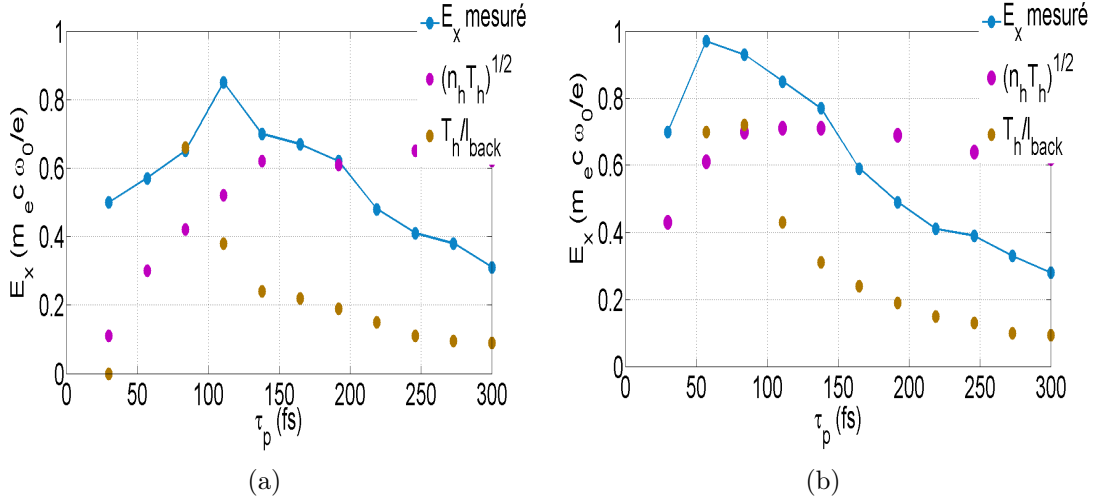 E_x mesuré
(n_h T_h)^{1/2}
T_h/l_back
E_x (m_e c ω_0/e)
1
0.8
0.6
0.4
0.2
0
0 50 100 150 200 250 300
τ_p (fs)
(a)
E_x mesuré
(n_h T_h)^{1/2}
T_h/l_back
E_x (m_e c ω_0/e)
1
0.8
0.6
0.4
0.2
0
0 50 100 150 200 250 300
τ_p (fs)
(b)